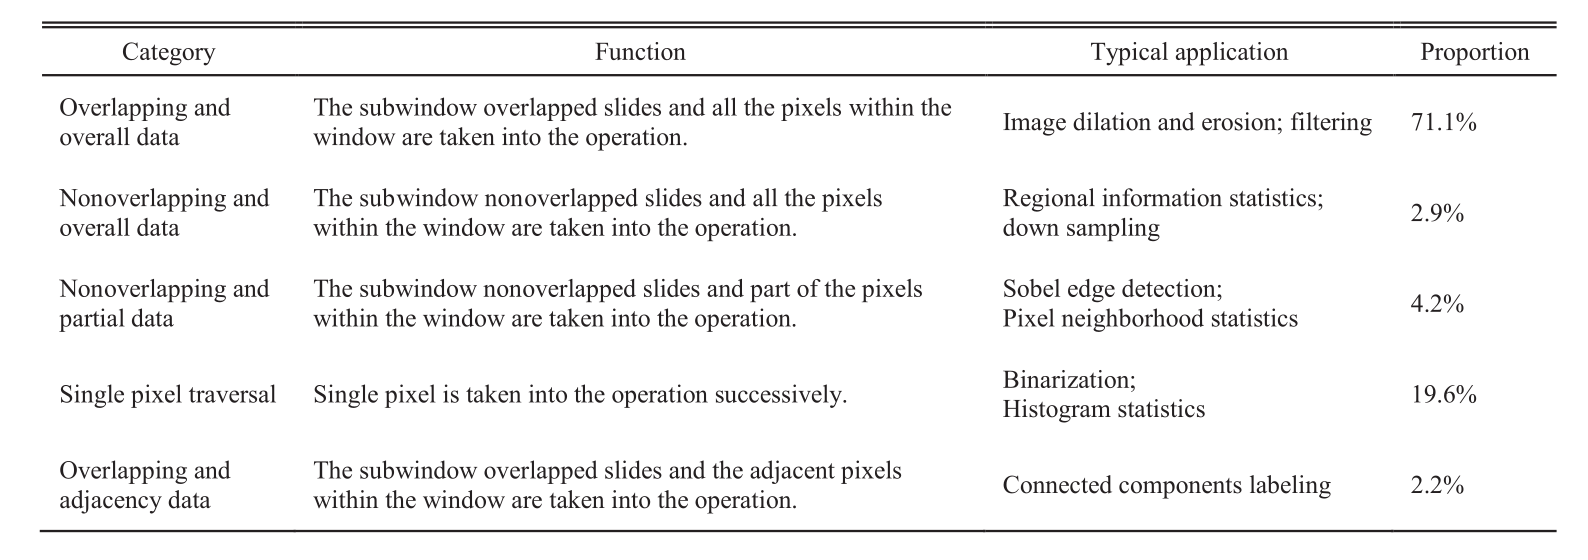 Category Function Typical application Proportion
Overlapping and
overall data
The subwindow overlapped slides and all the pixels within the
window are taken into the operation.
Image dilation and erosion; filtering
71.1%
Nonoverlapping and
overall data
The subwindow nonoverlapped slides and all the pixels
within the window are taken into the operation.
Regional information statistics;
down sampling
2.9%
Nonoverlapping and
partial data
The subwindow nonoverlapped slides and part of the pixels
within the window are taken into the operation.
Sobel edge detection;
Pixel neighborhood statistics
4.2%
Single pixel traversal
Single pixel is taken into the operation successively.
Binarization;
Histogram statistics
19.6%
Overlapping and
adjacency data
The subwindow overlapped slides and the adjacent pixels
within the window are taken into the operation.
Connected components labeling
2.2%